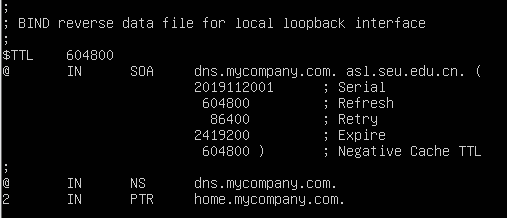 ;
; BIND reverse data file for local loopback interface
;
$TTL    604800
@       IN      SOA     dns.mycompany.com. asl.seu.edu.cn. (
                        2019112001      ; Serial
                         604800         ; Refresh
                          86400         ; Retry
                        2419200         ; Expire
                         604800 )       ; Negative Cache TTL
;
@       IN      NS      dns.mycompany.com.
2       IN      PTR     home.mycompany.com.